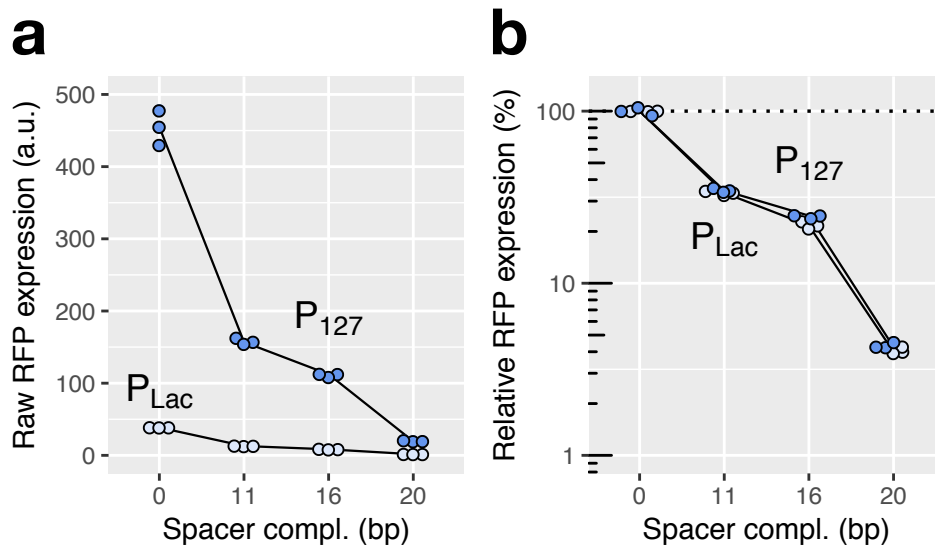 a
Raw RFP expression (a.u.)
500
400
300
200
100
0
P127
PLac
0 11 16 20
Spacer compl. (bp)
b
Relative RFP expression (%)
100
10
1
P127
PLac
0 11 16 20
Spacer compl. (bp)